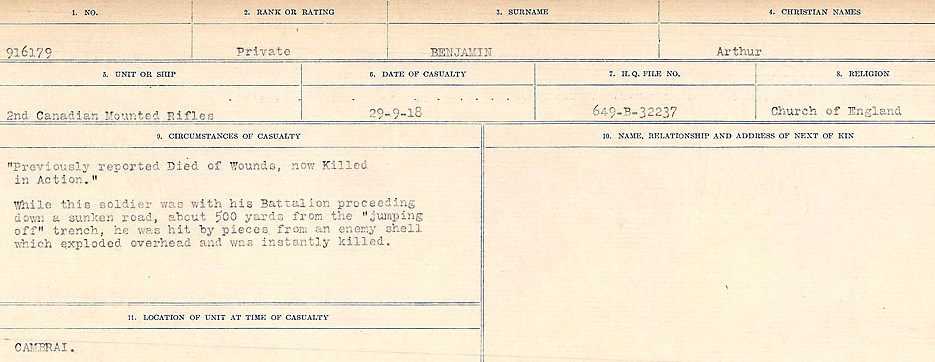 1. NO. 2. RANK OR RATING 3. SURNAME 4. CHRISTIAN NAMES
916179 Private BENJAMIN Arthur
5. UNIT OR SHIP 6. DATE OF CASUALTY 7. H.Q. FILE NO. 8. RELIGION
2nd Canadian Mounted Rifles 29-9-18 649-B-32237 Church of England
9. CIRCUMSTANCES OF CASUALTY 10. NAME, RELATIONSHIP AND ADDRESS OF NEXT OF KIN
"Previously reported Died of Wounds, now Killed
in Action."
While this soldier was with his Battalion proceeding
down a sunken road, about 500 yards from the "jumping
off" trench, he was hit by pieces from an enemy shell
which exploded overhead and was instantly killed.
11. LOCATION OF UNIT AT TIME OF CASUALTY
CAMBRAI.